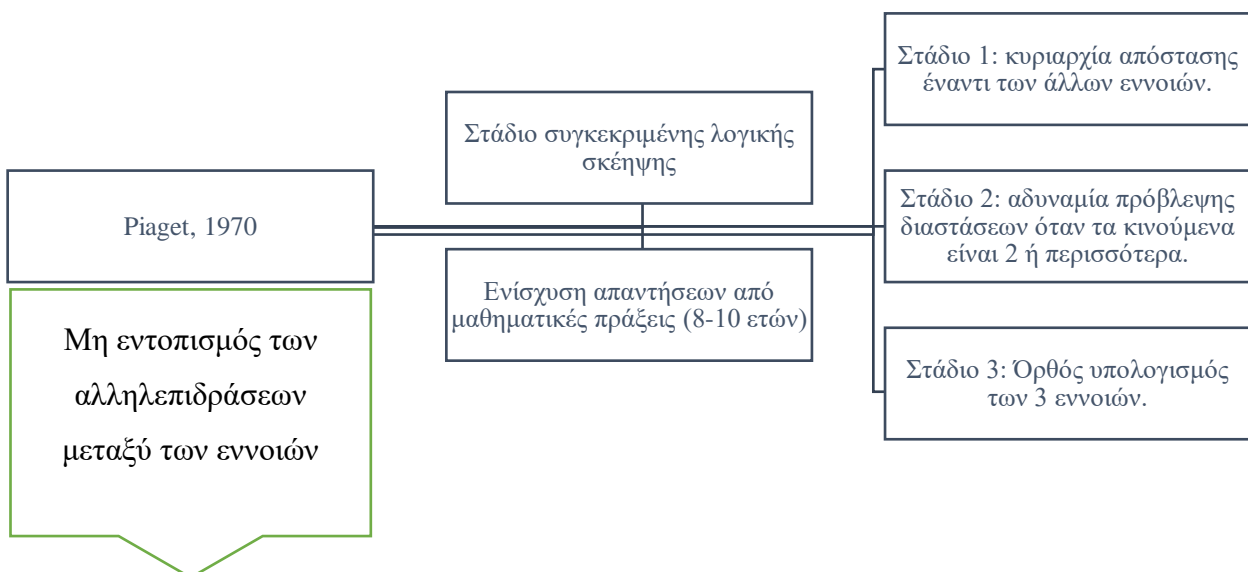 Piaget, 1970
Μη εντοπισμός των
αλληλεπιδράσεων
μεταξύ των εννοιών
Στάδιο συγκεκριμένης λογικής
σκέηψης
Ενίσχυση απαντήσεων από
μαθηματικές πράξεις (8-10 ετών)
Στάδιο 1: κυριαρχία απόστασης
έναντι των άλλων εννοιών.
Στάδιο 2: αδυναμία πρόβλεψης
διαστάσεων όταν τα κινούμενα
είναι 2 ή περισσότερα.
Στάδιο 3: Όρθός υπολογισμός
των 3 εννοιών.